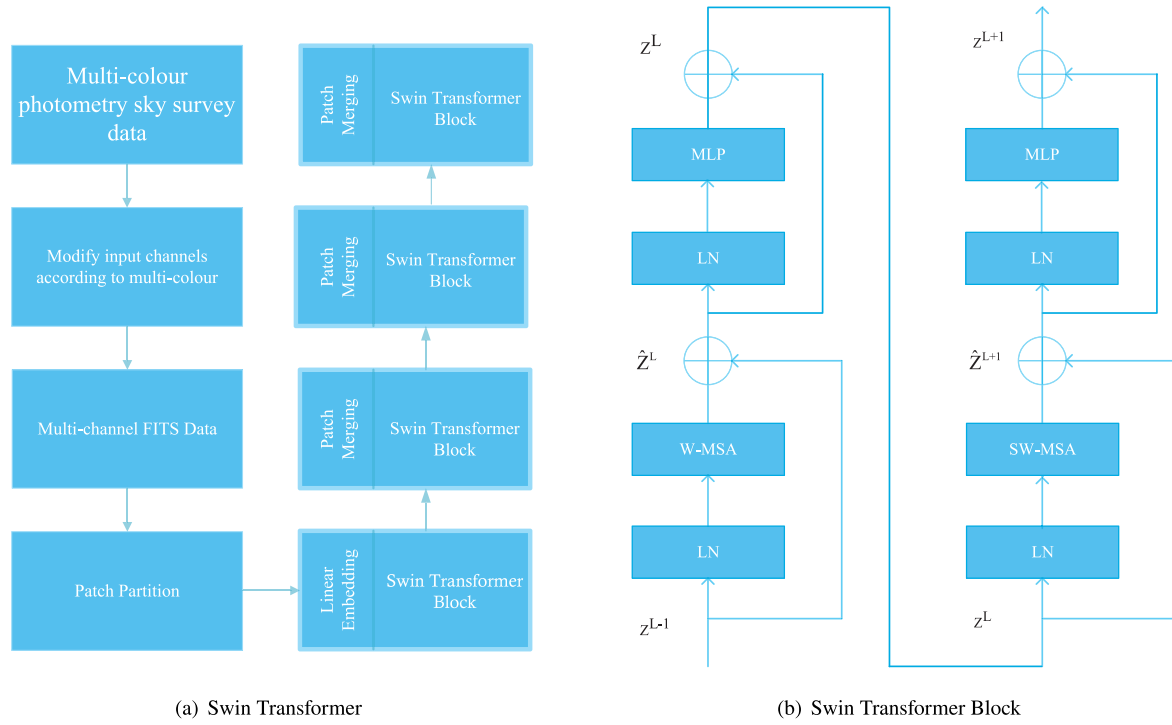 Multi-colour
photometry sky survey
data
Modify input channels
according to multi-colour
Multi-channel FITS Data
Patch Partition
Linear
Embedding
Swin Transformer
Block
Patch
Merging
Swin Transformer
Block
Patch
Merging
Swin Transformer
Block
Patch
Merging
Swin Transformer
Block
(a) Swin Transformer
Z^L
MLP
LN
Ẑ^L
W-MSA
LN
Z^L-1
Z^L+1
MLP
LN
Ẑ^L+1
SW-MSA
LN
Z^L
(b) Swin Transformer Block